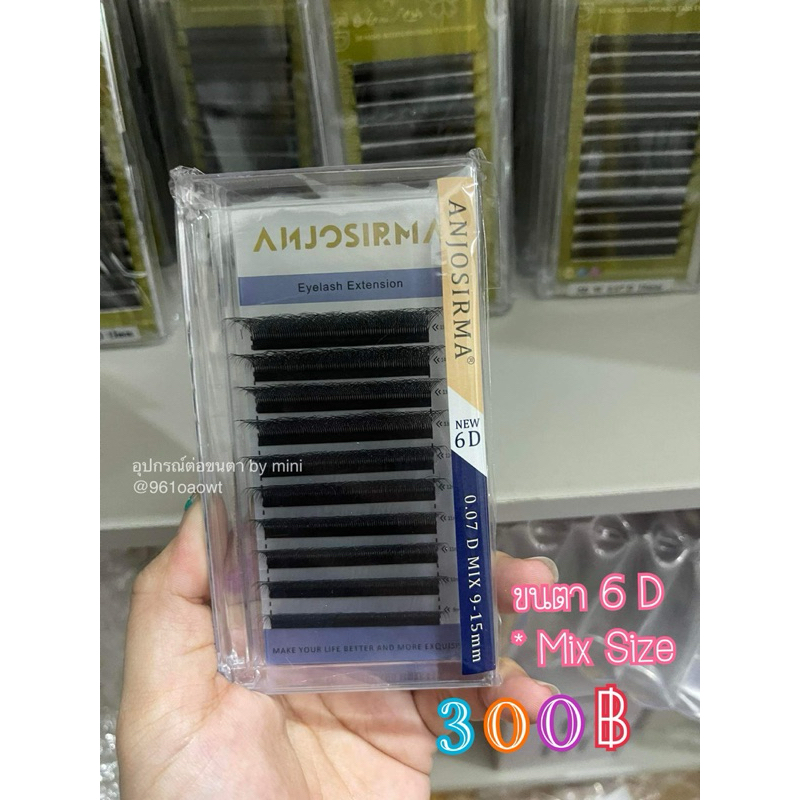 ANJOSIRMA
Eyelash Extension
ANJOSIRMA®
NEW
6D
0.07 D MIX 9-15mm
อุปกรณ์ต่อขนตา by mini
@961oaowt
ขนตา 6 D
* Mix Size
300฿
MAKE YOUR LIFE BETTER AND MORE
15mm